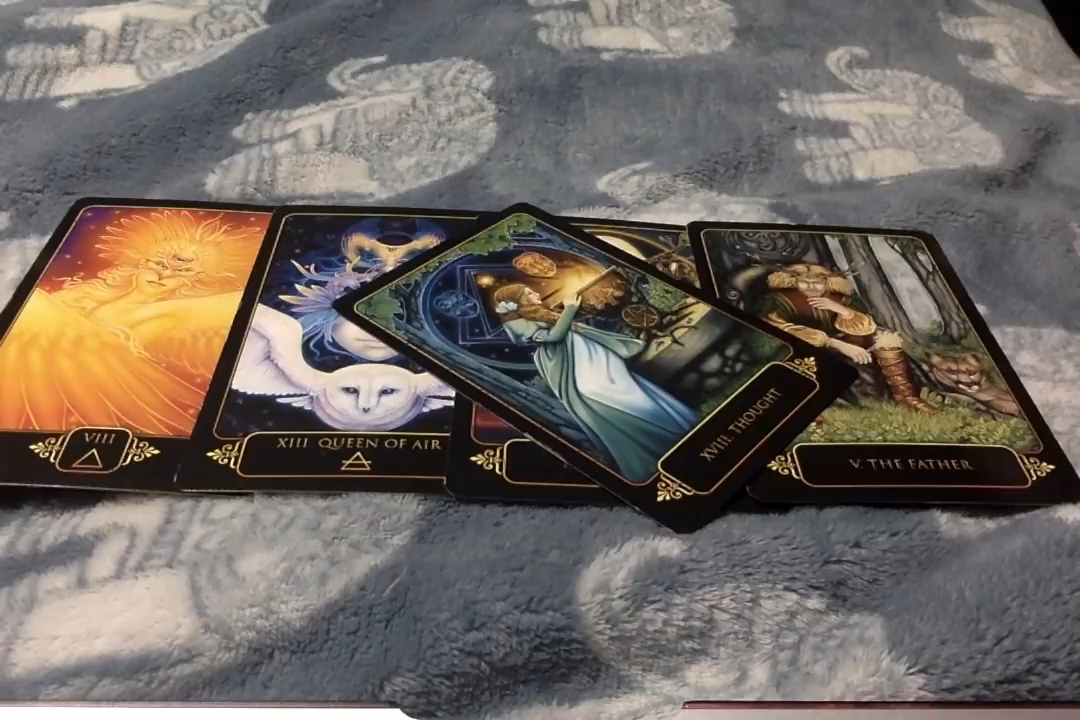 VIII
XIII QUEEN OF AIR
XVIII. THOUGHT
V. THE FATHER